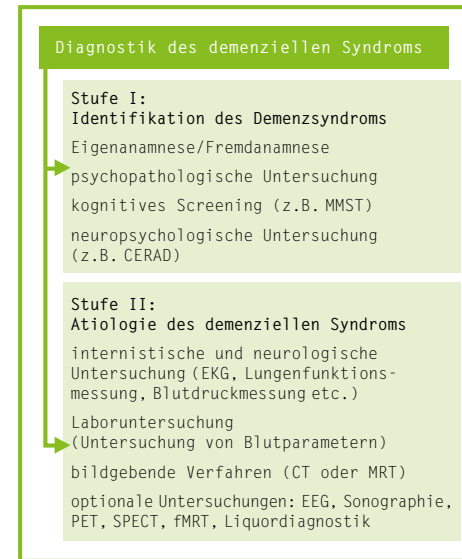 Diagnostik des demenziellen Syndroms
Stufe I:
Identifikation des Demenzsyndroms
Eigenanamnese/Fremdanamnese
psychopathologische Untersuchung
kognitives Screening (z.B. MMST)
neuropsychologische Untersuchung
(z.B. CERAD)
Stufe II:
Atiologie des demenziellen Syndroms
internistische und neurologische
Untersuchung (EKG, Lungenfunktions-
messung, Blutdruckmessung etc.)
Laboruntersuchung
(Untersuchung von Blutparametern)
bildgebende Verfahren (CT oder MRT)
optionale Untersuchungen: EEG, Sonographie,
PET, SPECT, fMRT, Liquordiagnostik